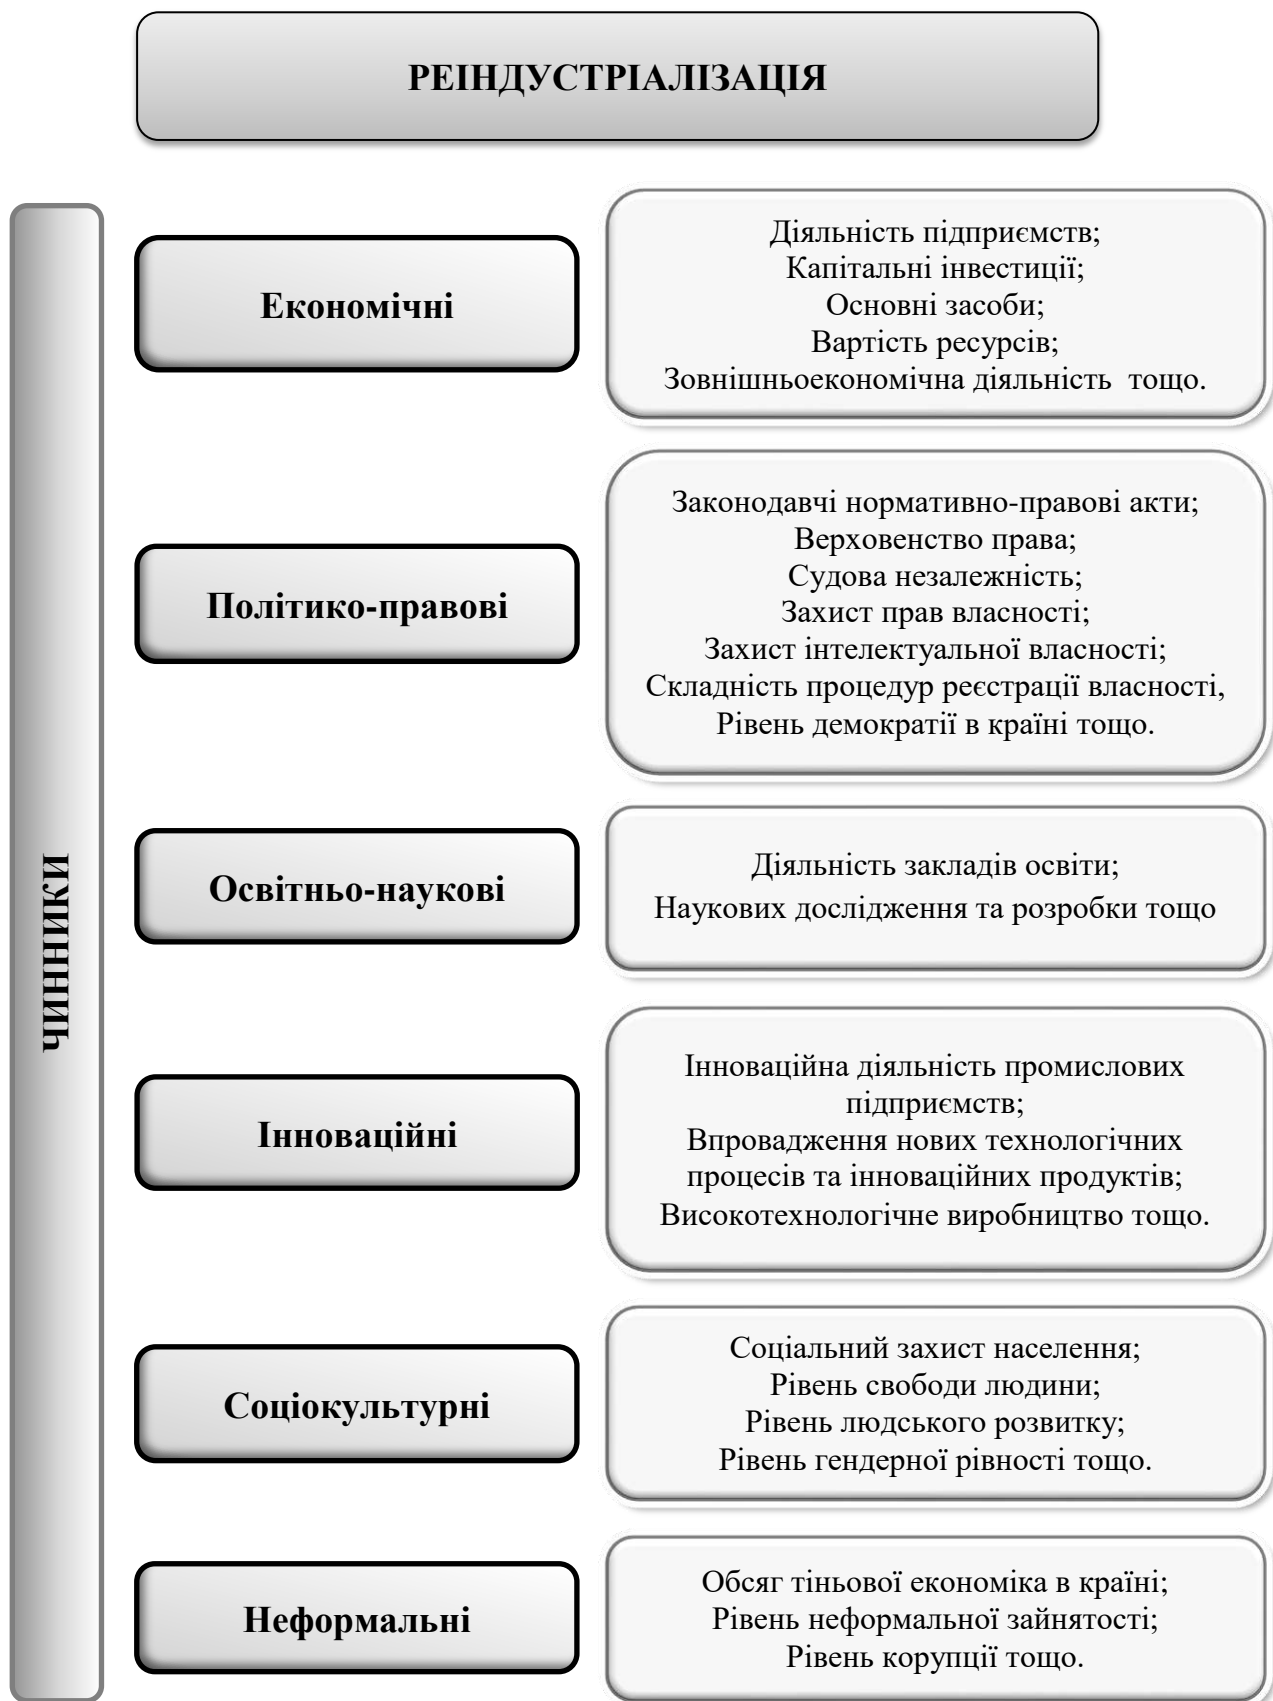 РЕІНДУСТРІАЛІЗАЦІЯ
ЧИННИКИ
Економічні
Діяльність підприємств;
Капітальні інвестиції;
Основні засоби;
Вартість ресурсів;
Зовнішньоекономічна діяльність тощо.
Політико-правові
Законодавчі нормативно-правові акти;
Верховенство права;
Судова незалежність;
Захист прав власності;
Захист інтелектуальної власності;
Складність процедур реєстрації власності,
Рівень демократії в країні тощо.
Освітньо-наукові
Діяльність закладів освіти;
Наукових дослідження та розробки тощо
Інноваційні
Інноваційна діяльність промислових
підприємств;
Впровадження нових технологічних
процесів та інноваційних продуктів;
Високотехнологічне виробництво тощо.
Соціокультурні
Соціальний захист населення;
Рівень свободи людини;
Рівень людського розвитку;
Рівень гендерної рівності тощо.
Неформальні
Обсяг тіньової економіка в країні;
Рівень неформальної зайнятості;
Рівень корупції тощо.